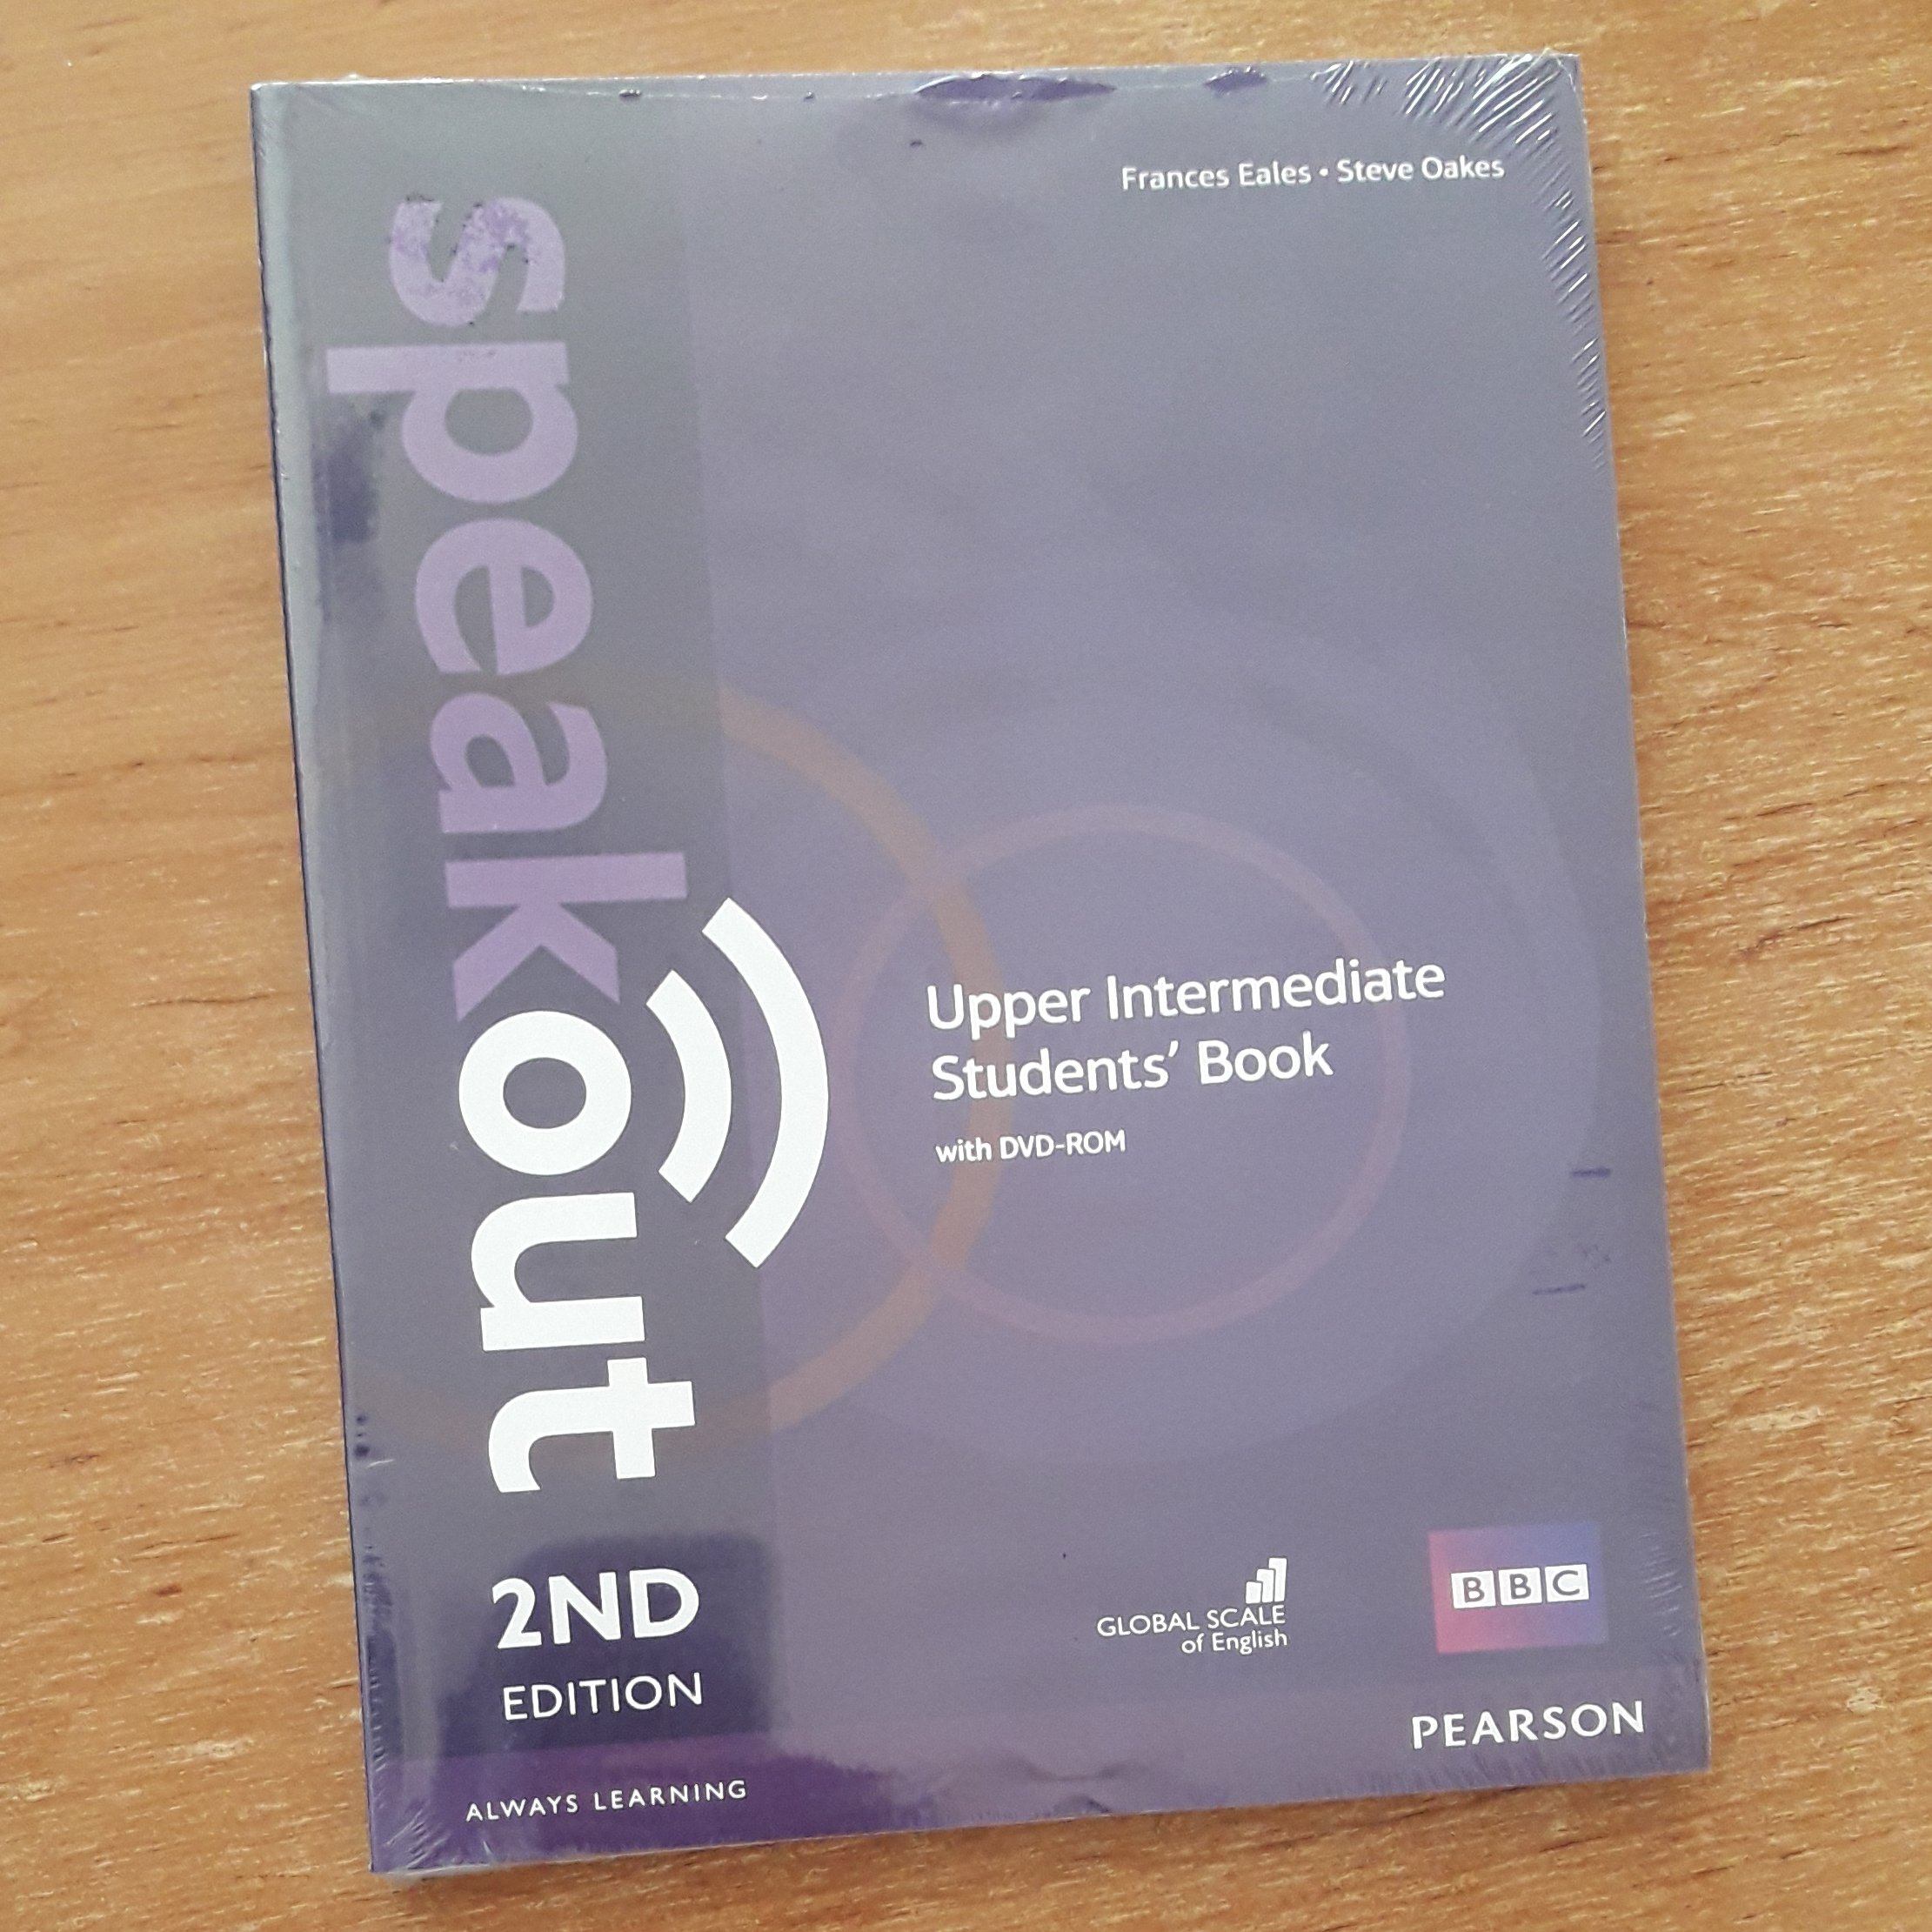 Frances Eales • Steve Oakes
speakout
Upper Intermediate
Students' Book
with DVD-ROM
2ND
EDITION
GLOBAL SCALE
of English
BBC
PEARSON
ALWAYS LEARNING